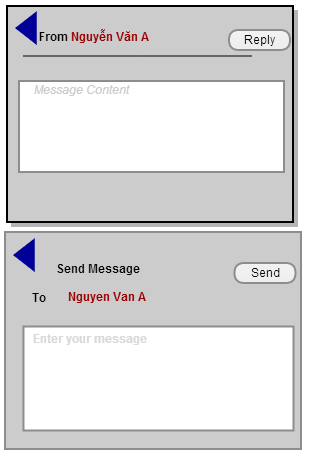 From Nguyễn Văn A
Reply
Message Content
Send Message
Send
To Nguyen Van A
Enter your message